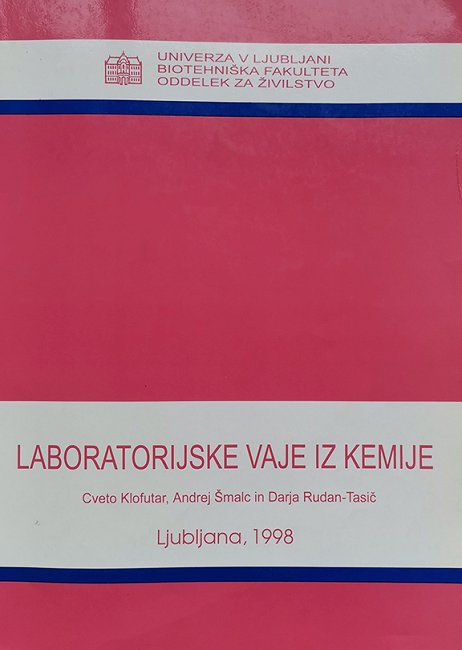 UNIVERZA V LJUBLJANI
BIOTEHNIŠKA FAKULTETA
ODDELEK ZA ŽIVILSTVO
LABORATORIJSKE VAJE IZ KEMIJE
Cveto Klofutar, Andrej Šmalc in Darja Rudan-Tasič
Ljubljana, 1998